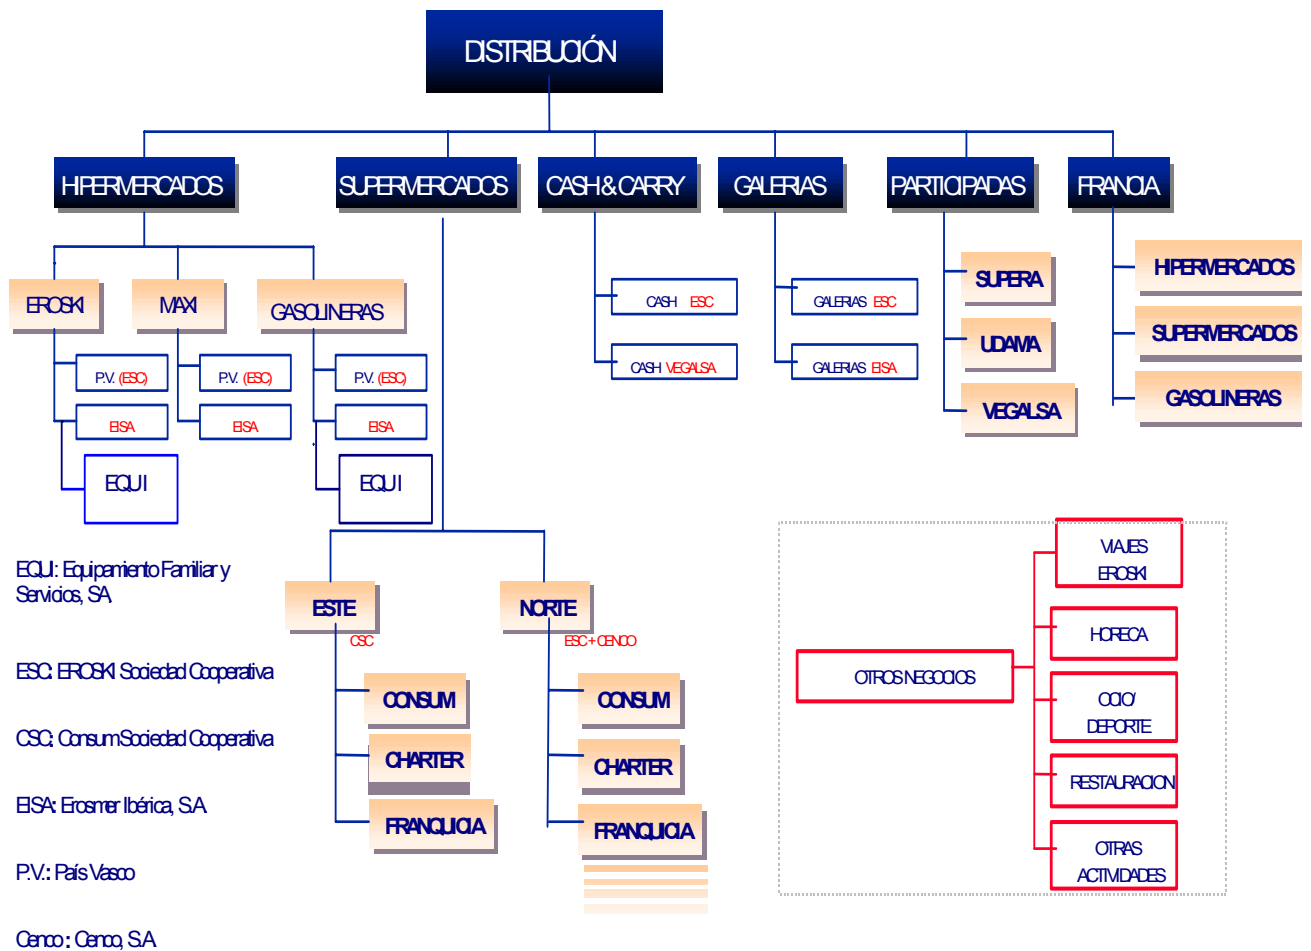 DISTRIBUCIÓN
HIPERMERCADOS
SUPERMERCADOS
CASH & CARRY
GALERIAS
PARTICIPADAS
FRANCIA
EROSKI
MAXI
GASOLINERAS
P.V. (ESC)
EISA
EQUI
P.V. (ESC)
EISA
P.V. (ESC)
EISA
EQUI
CASH ESC
CASH VEGALSA
GALERIAS ESC
GALERIAS EISA
SUPERA
UDAMA
VEGALSA
HIPERMERCADOS
SUPERMERCADOS
GASOLINERAS
ESTE
CSC
CONSUM
CHARTER
FRANQUICIA
NORTE
ESC + CENCO
CONSUM
CHARTER
FRANQUICIA
EQUI: Equipamiento Familiar y
Servicios, SA.
ESC: EROSKI Sociedad Cooperativa
CSC: Consum Sociedad Cooperativa
EISA: Erosmer Ibérica, S.A.
P.V.: País Vasco
Cenco : Cenco, S.A.
OTROS NEGOCIOS
VIAJES
EROSKI
HORECA
OCIO/
DEPORTE
RESTAURACION
OTRAS
ACTIVIDADES